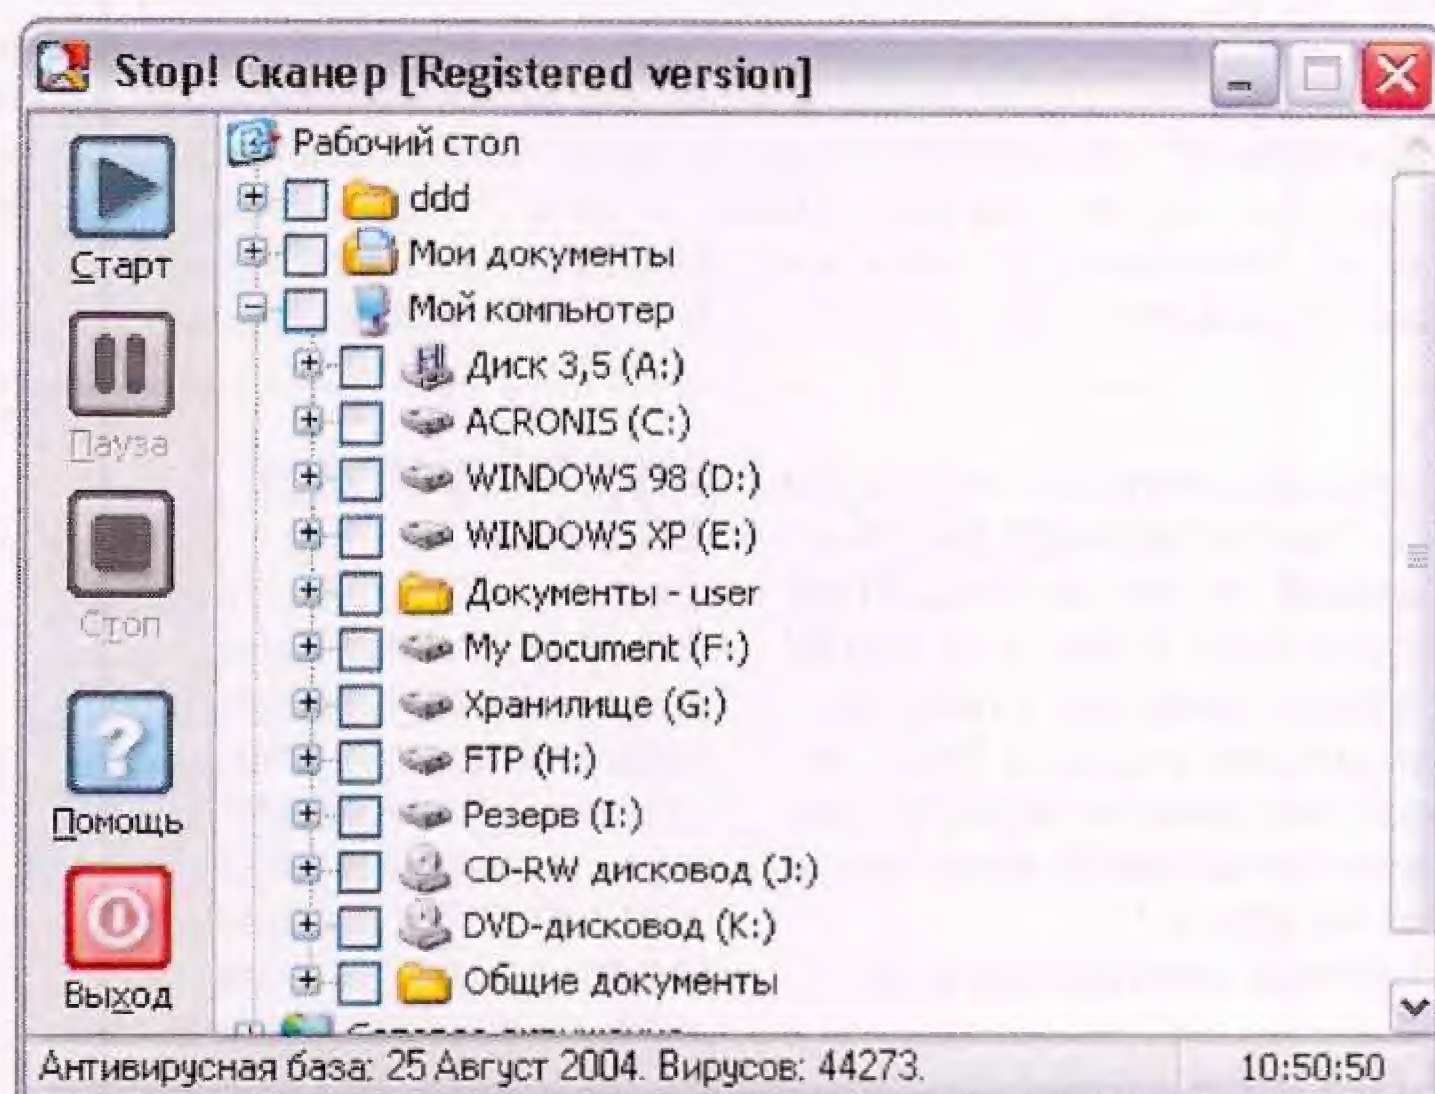 Stop! Сканер [Registered version]
Старт
Пауза
Стоп
Помощь
Выход
Рабочий стол
ddd
Мои документы
Мой компьютер
Диск 3,5 (A:)
ACRONIS (C:)
WINDOWS 98 (D:)
WINDOWS XP (E:)
Документы - user
My Document (F:)
Хранилище (G:)
FTP (H:)
Резерв (I:)
CD-RW дисковод (J:)
DVD-дисковод (K:)
Общие документы
Антивирусная база: 25 Август 2004. Вирусов: 44273.
10:50:50